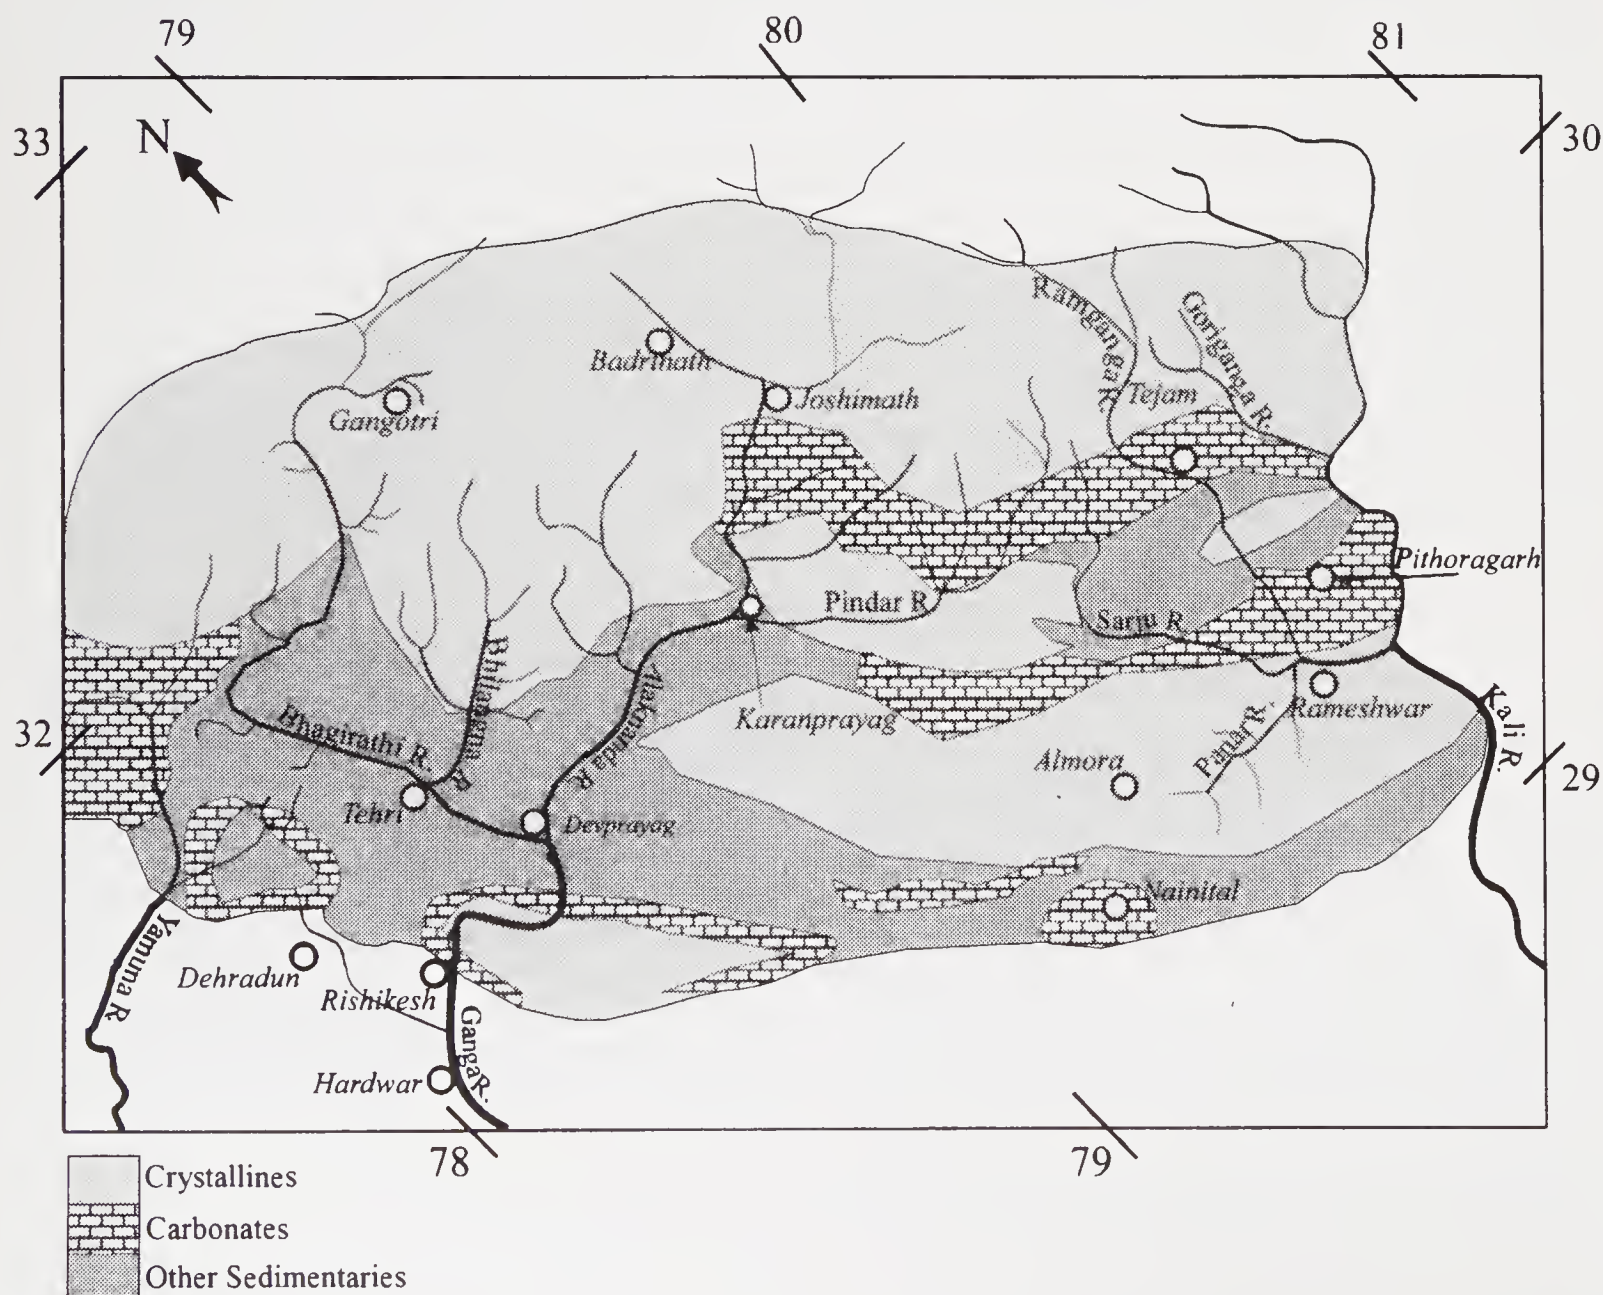 79
80
81
33
30
N
Ramganga R.
Goriganga R.
Badrinath
Joshimath
Tejam
Gangotri
Pithoragarh
Pindar R.
Sarju R.
Bhilangna R.
Alaknanda R.
Karanprayag
Rameshwar
Kali R.
32
Bhagirathi R.
Panar R.
Almora
29
Tehri
Devprayag
Nainital
Yamuna R.
Dehradun
Rishikesh
Ganga R.
Hardwar
78
79
Crystallines
Carbonates
Other Sedimentaries